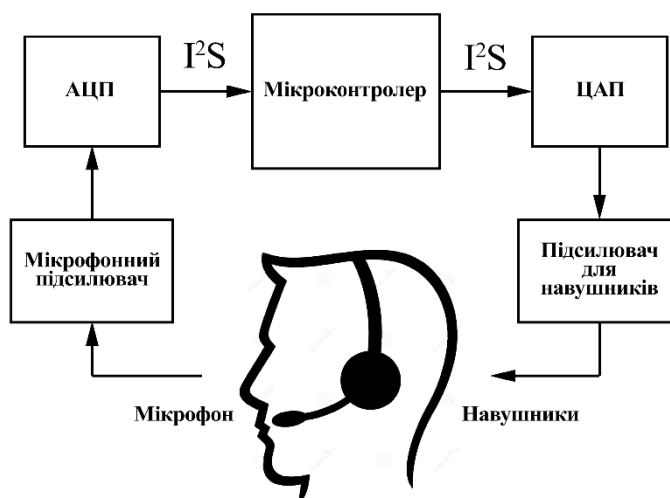 I²S
I²S
АЦП
Мікроконтролер
ЦАП
Мікрофонний
підсилювач
Підсилювач
для
навушників
Мікрофон
Навушники